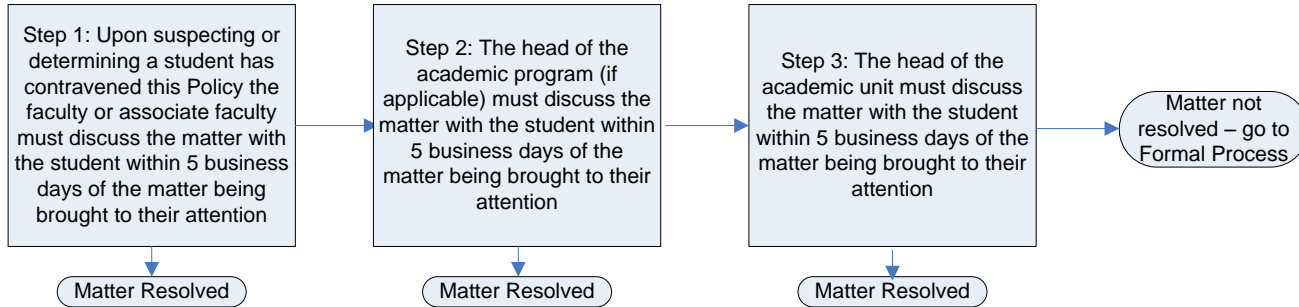 Step 1: Upon suspecting or
determining a student has
contravened this Policy the
faculty or associate faculty
must discuss the matter with
the student within 5 business
days of the matter being
brought to their attention
Matter Resolved
Step 2: The head of the
academic program (if
applicable) must discuss the
matter with the student within
5 business days of the
matter being brought to their
attention
Matter Resolved
Step 3: The head of the
academic unit must discuss
the matter with the student
within 5 business days of
the matter being brought to
their attention
Matter Resolved
Matter not
resolved – go to
Formal Process